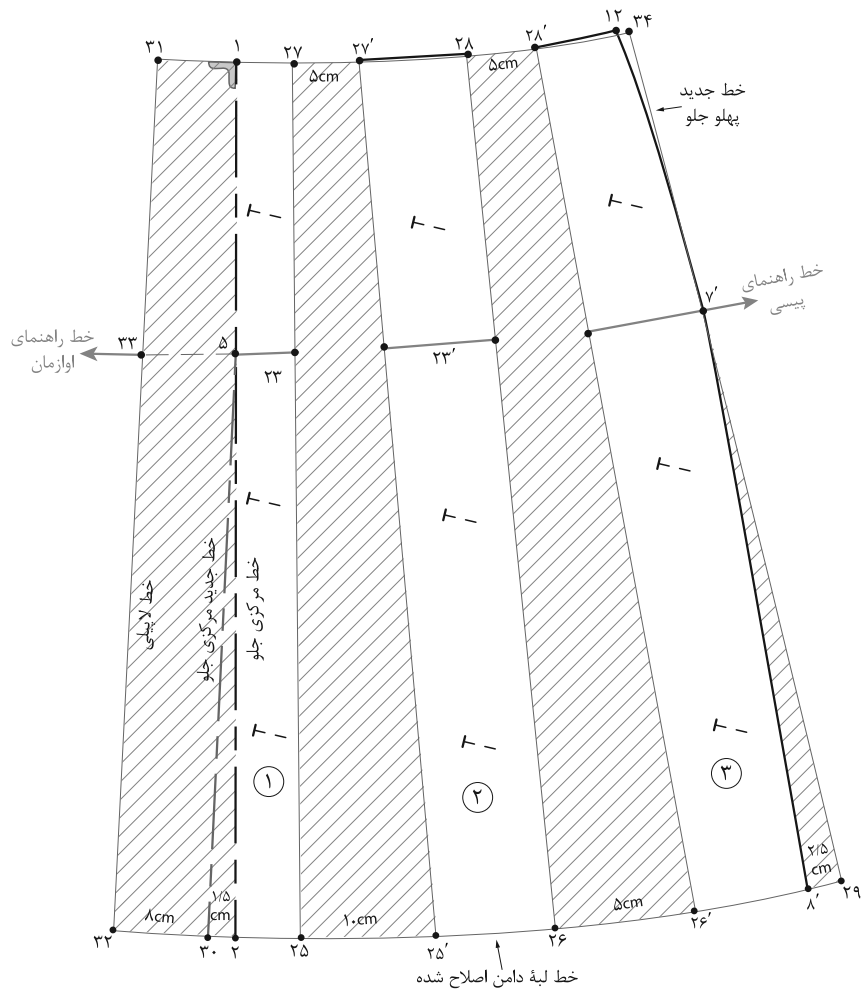 ۳۱
۱
۲۷
۲۷′
۲۸
۲۸′
۱۲
۳۴
۵cm
۵cm
خط جدید
پهلو جلو
خط راهنمای
پیسی
۷′
خط راهنمای
اوازمان
۳۳
۵
۲۳
۲۳′
خط لاپیلی
خط جدید مرکزی جلو
خط مرکزی جلو
۱
۲
۳
۸cm
۱/۵
cm
۱۰cm
۵cm
۲/۵
cm
۳۲
۳۰
۲
۲۵
۲۵′
۲۶
۲۶′
۸′
۲۹
خط لبهٔ دامن اصلاح شده